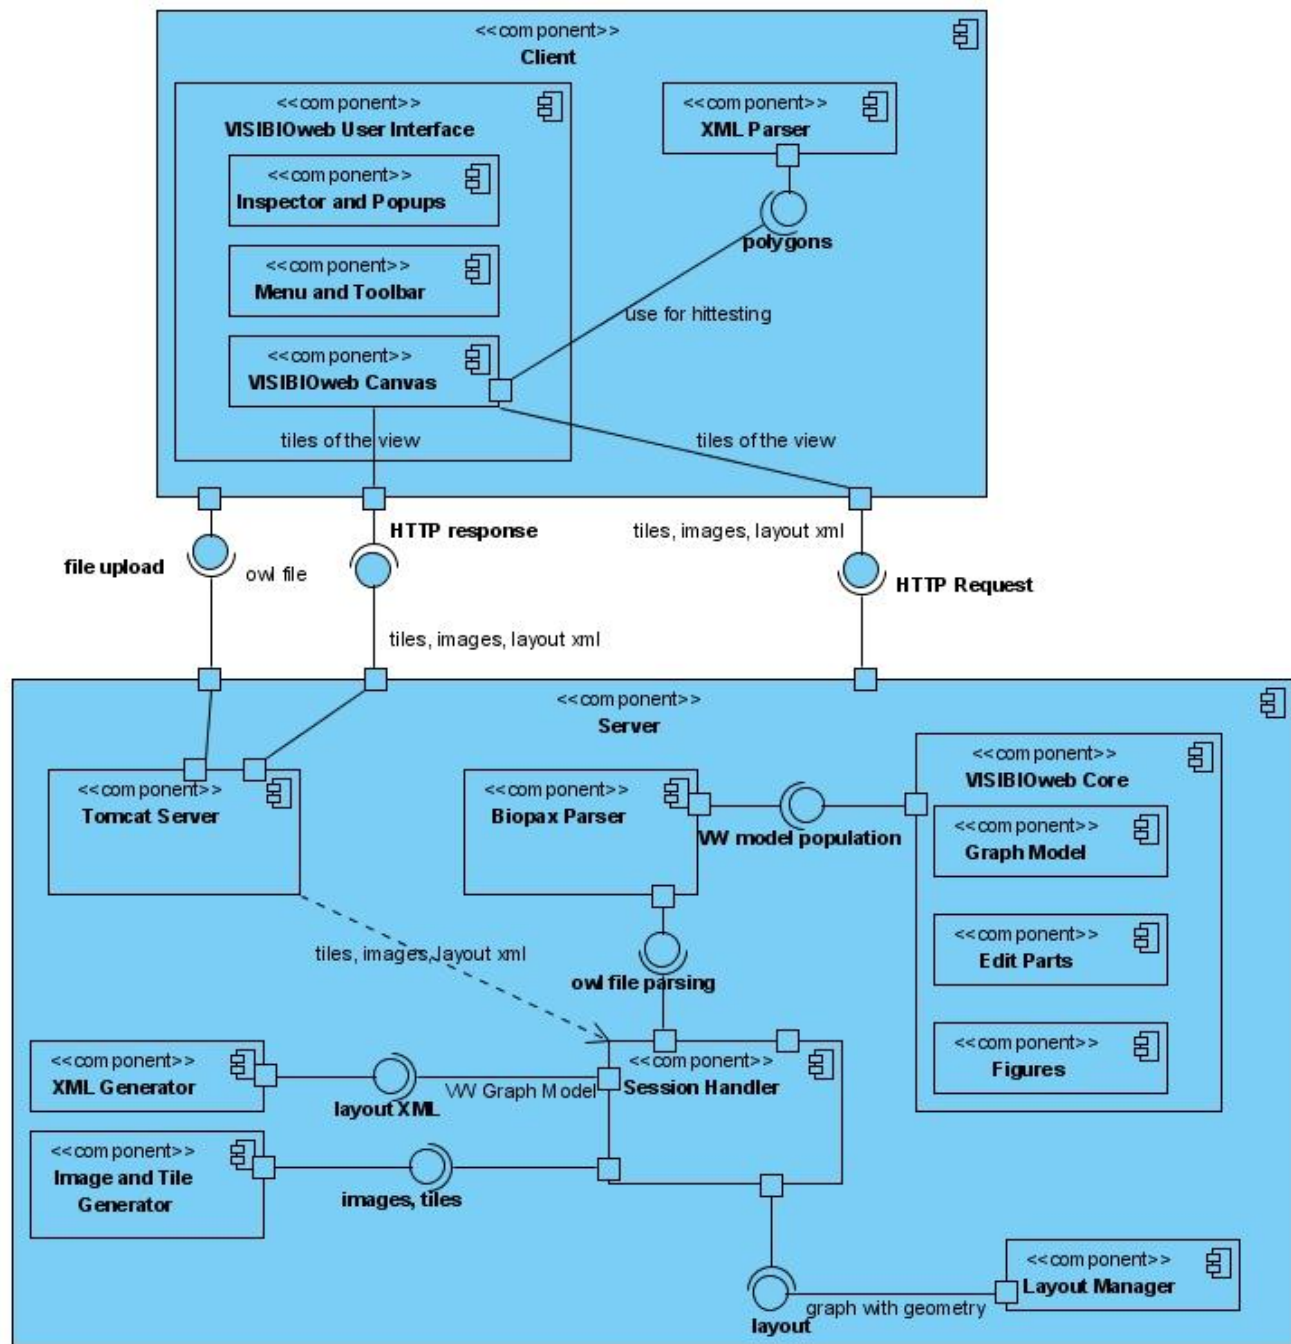 <<component>>
Client
<<component>>
VISIBIOweb User Interface
<<component>>
Inspector and Popups
<<component>>
Menu and Toolbar
<<component>>
VISIBIOweb Canvas
<<component>>
XML Parser
polygons
use for hittesting
tiles of the view
tiles of the view
file upload
owl file
HTTP response
tiles, images, layout xml
tiles, images, layout xml
HTTP Request
<<component>>
Server
<<component>>
Tomcat Server
<<component>>
Biopax Parser
VW model population
<<component>>
VISIBIOweb Core
<<component>>
Graph Model
<<component>>
Edit Parts
<<component>>
Figures
tiles, images, layout xml
owl file parsing
<<component>>
XML Generator
layout XML
VW Graph Model
<<component>>
Session Handler
<<component>>
Image and Tile
Generator
images, tiles
<<component>>
Layout Manager
graph with geometry
layout